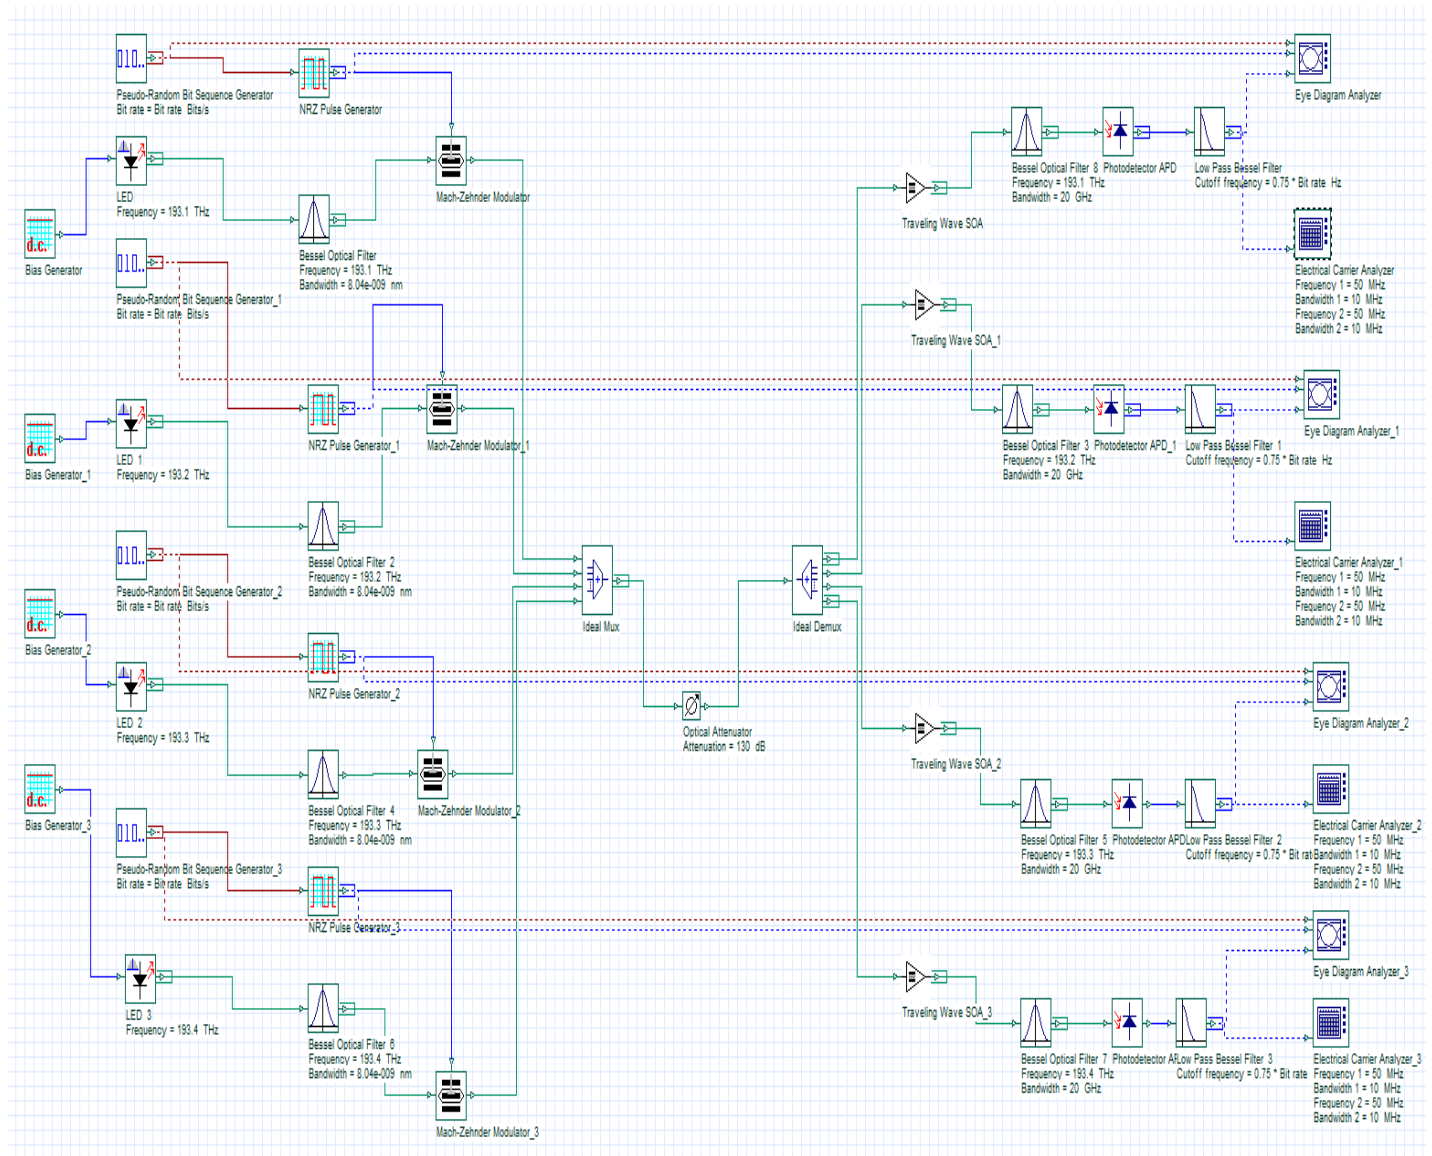 Pseudo-Random Bit Sequence Generator
Bit rate = Bit rate Bits/s
NRZ Pulse Generator
Eye Diagram Analyzer
LED
Frequency = 193.1 THz
Mach-Zehnder Modulator
Bessel Optical Filter 8
Frequency = 193.1 THz
Bandwidth = 20 GHz
Photodetector APD
Low Pass Bessel Filter
Cutoff frequency = 0.75 * Bit rate Hz
Traveling Wave SOA
d.c.
Bias Generator
Bessel Optical Filter
Frequency = 193.1 THz
Bandwidth = 8.04e-009 nm
Electrical Carrier Analyzer
Frequency 1 = 50 MHz
Bandwidth 1 = 10 MHz
Frequency 2 = 50 MHz
Bandwidth 2 = 10 MHz
Pseudo-Random Bit Sequence Generator_1
Bit rate = Bit rate Bits/s
Traveling Wave SOA_1
d.c.
Bias Generator_1
LED 1
Frequency = 193.2 THz
NRZ Pulse Generator_1
Mach-Zehnder Modulator_1
Bessel Optical Filter 3
Frequency = 193.2 THz
Bandwidth = 20 GHz
Photodetector APD_1
Low Pass Bessel Filter 1
Cutoff frequency = 0.75 * Bit rate Hz
Eye Diagram Analyzer_1
Bessel Optical Filter 2
Frequency = 193.2 THz
Bandwidth = 8.04e-009 nm
Electrical Carrier Analyzer_1
Frequency 1 = 50 MHz
Bandwidth 1 = 10 MHz
Frequency 2 = 50 MHz
Bandwidth 2 = 10 MHz
Pseudo-Random Bit Sequence Generator_2
Bit rate = Bit rate Bits/s
Ideal Mux
Ideal Demux
d.c.
Bias Generator_2
NRZ Pulse Generator_2
LED 2
Frequency = 193.3 THz
Optical Attenuator
Attenuation = 130 dB
Eye Diagram Analyzer_2
Traveling Wave SOA_2
d.c.
Bias Generator_3
Bessel Optical Filter 4
Frequency = 193.3 THz
Bandwidth = 8.04e-009 nm
Mach-Zehnder Modulator_2
Bessel Optical Filter 5
Frequency = 193.3 THz
Bandwidth = 20 GHz
Photodetector APD
Low Pass Bessel Filter 2
Cutoff frequency = 0.75 * Bit rat
Electrical Carrier Analyzer_2
Frequency 1 = 50 MHz
Bandwidth 1 = 10 MHz
Frequency 2 = 50 MHz
Bandwidth 2 = 10 MHz
Pseudo-Random Bit Sequence Generator_3
Bit rate = Bit rate Bits/s
NRZ Pulse Generator_3
Eye Diagram Analyzer_3
LED 3
Frequency = 193.4 THz
Traveling Wave SOA_3
Bessel Optical Filter 6
Frequency = 193.4 THz
Bandwidth = 8.04e-009 nm
Mach-Zehnder Modulator_3
Bessel Optical Filter 7
Frequency = 193.4 THz
Bandwidth = 20 GHz
Photodetector
Low Pass Bessel Filter 3
Cutoff frequency = 0.75 * Bit rate
Electrical Carrier Analyzer_3
Frequency 1 = 50 MHz
Bandwidth 1 = 10 MHz
Frequency 2 = 50 MHz
Bandwidth 2 = 10 MHz